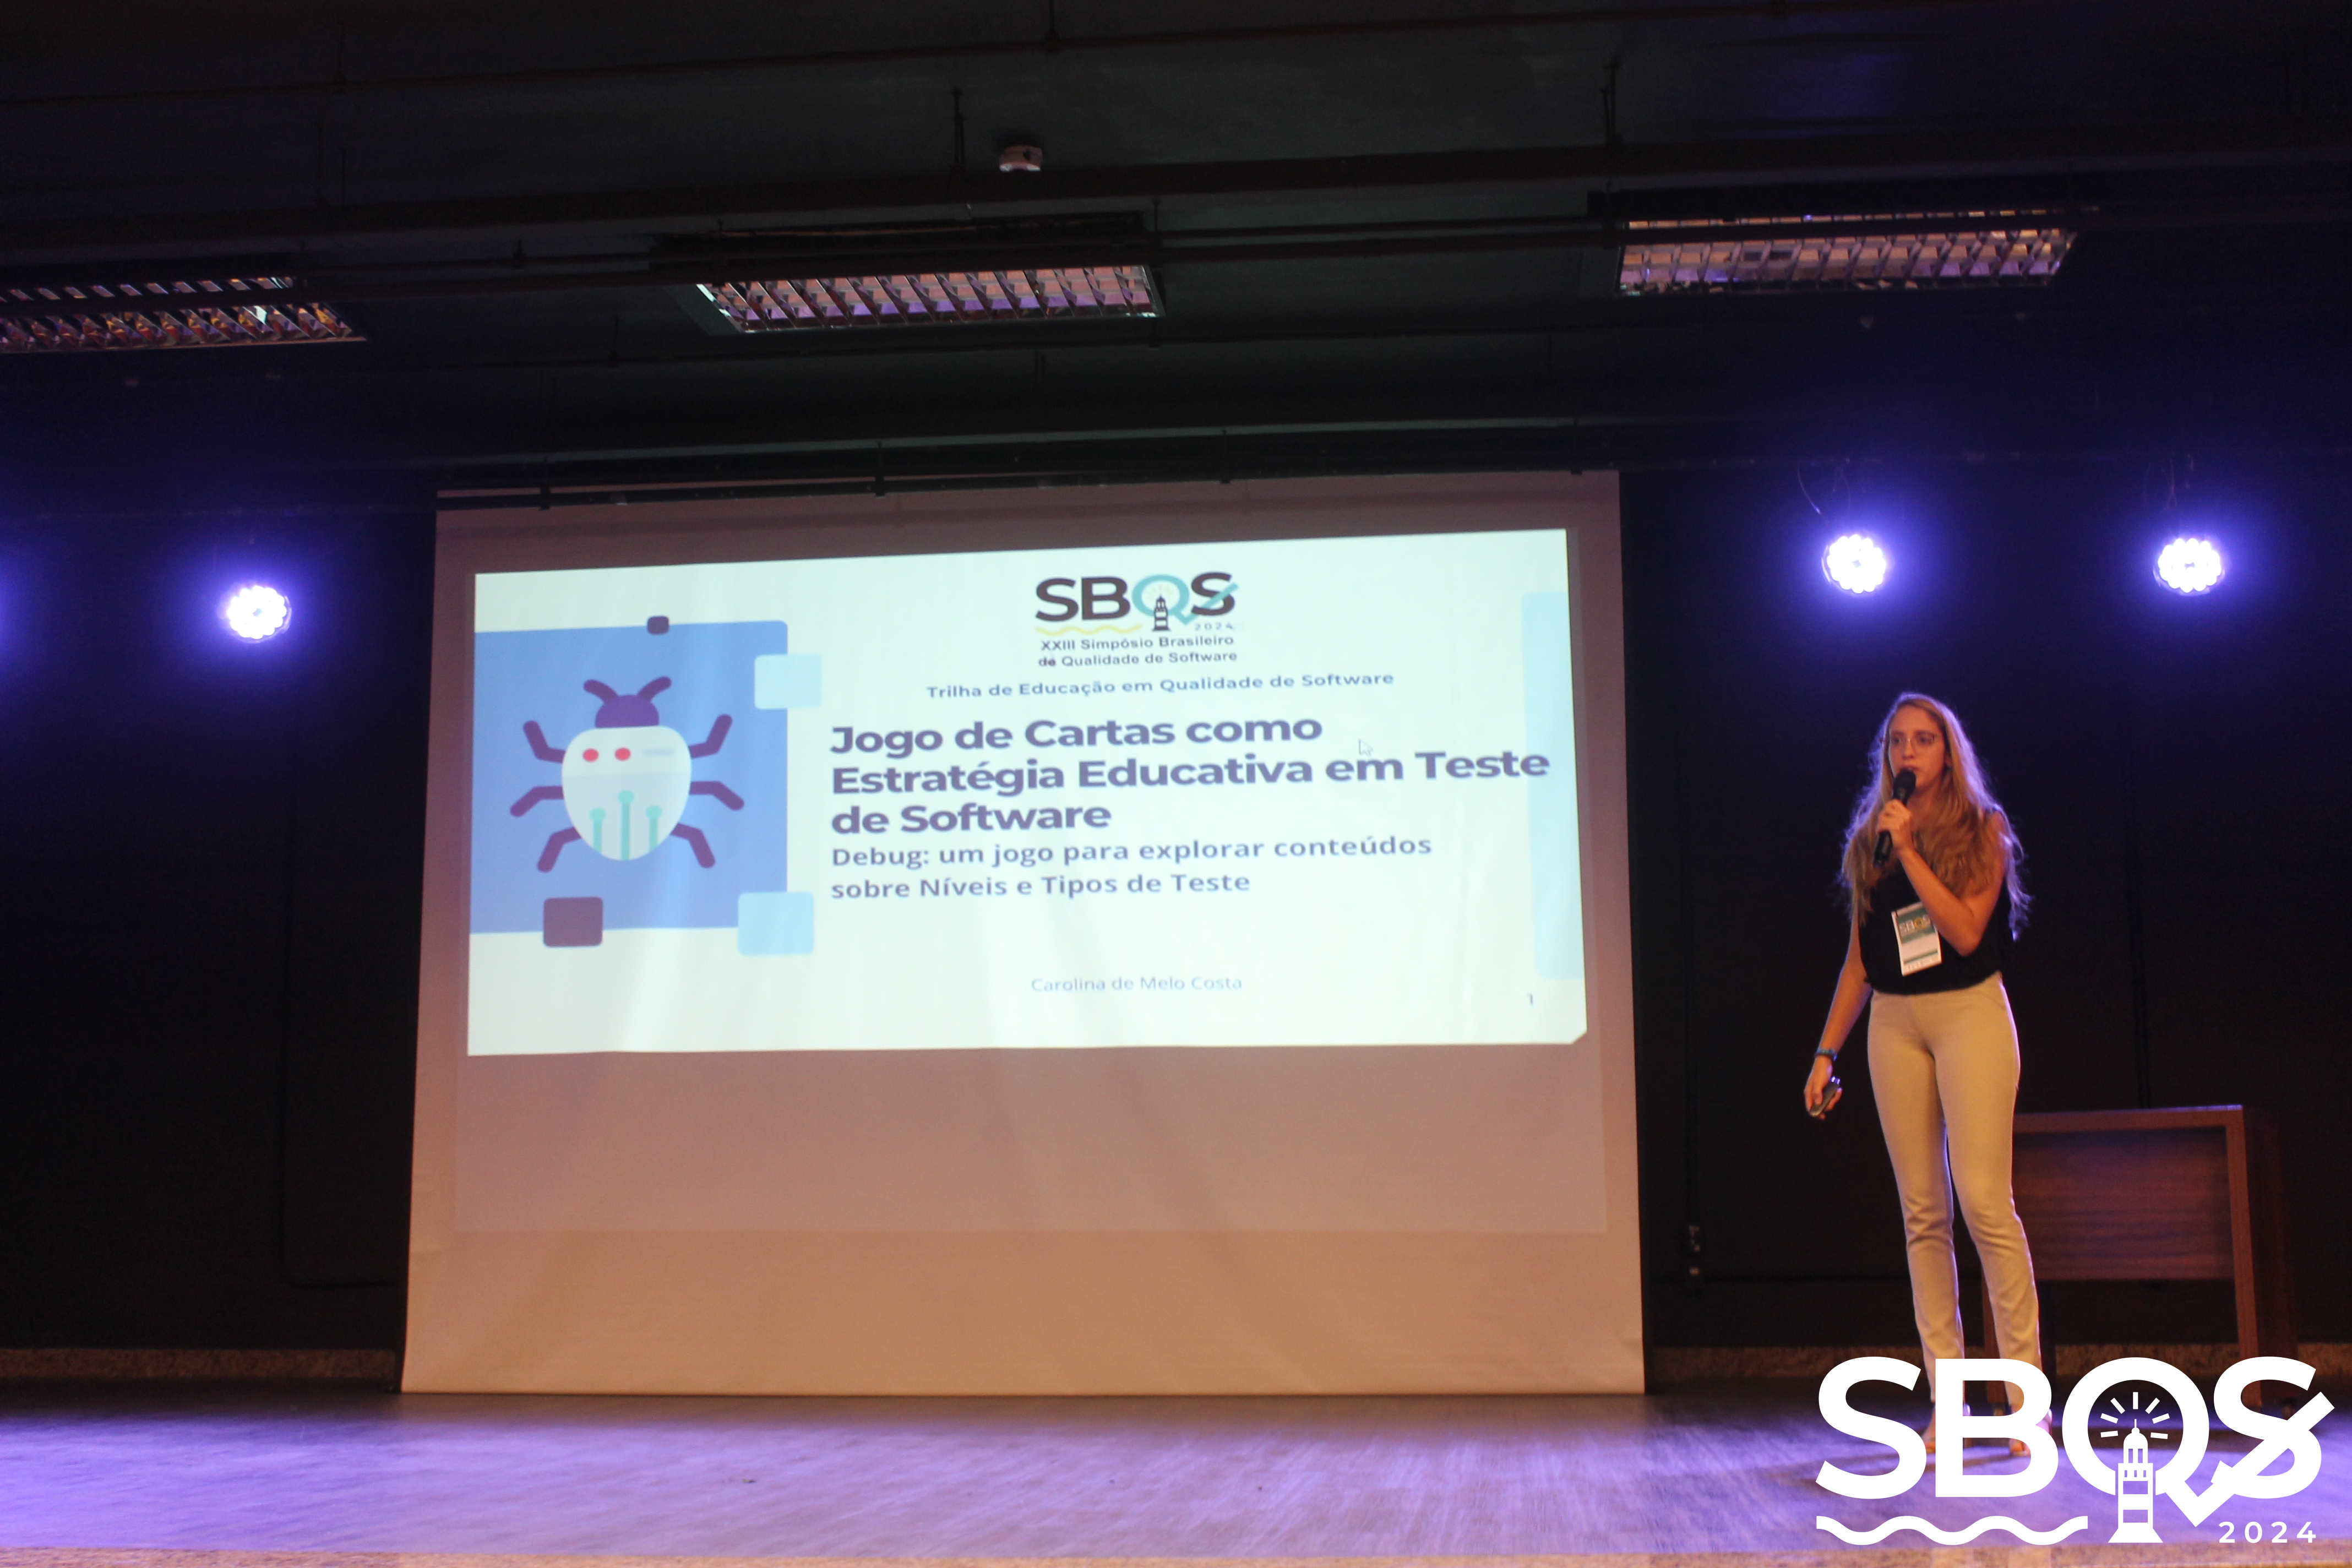 SBQS
2024
XXIII Simpósio Brasileiro
de Qualidade de Software
Trilha de Educação em Qualidade de Software
Jogo de Cartas como
Estratégia Educativa em Teste
de Software
Debug: um jogo para explorar conteúdos
sobre Níveis e Tipos de Teste
Carolina de Melo Costa
1
SBQS
SBQS
2024